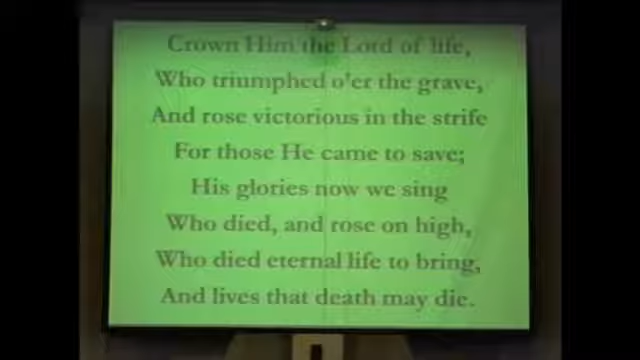 Crown Him the Lord of life,
Who triumphed o'er the grave,
And rose victorious in the strife
For those He came to save;
His glories now we sing
Who died, and rose on high,
Who died eternal life to bring,
And lives that death may die.